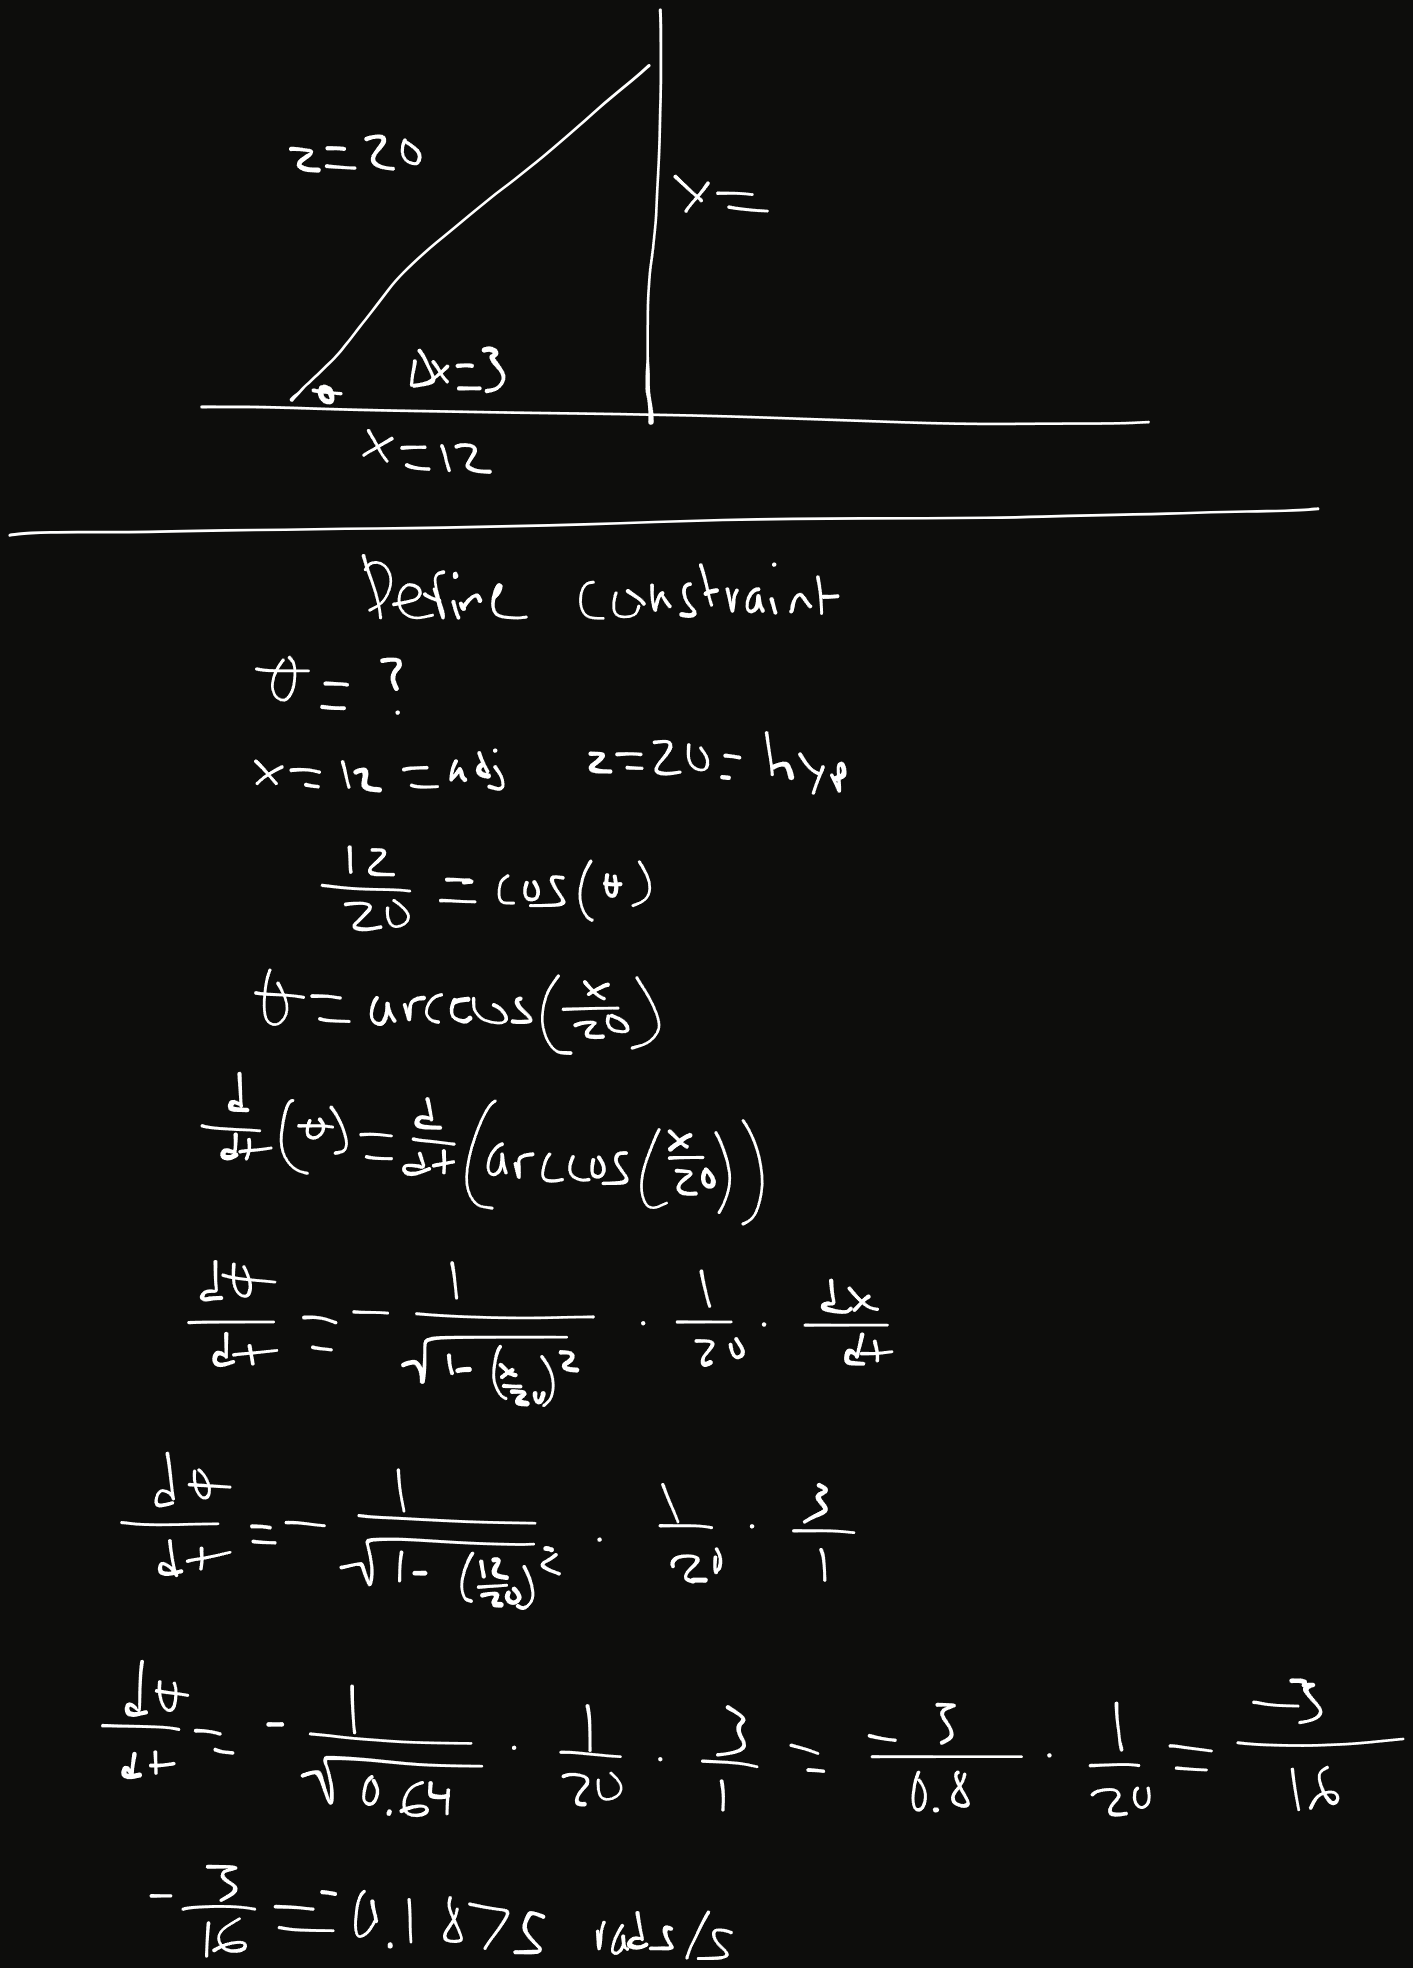 z=20
y=
Δx=3
θ
x=12
Define constraint
θ = ?
x=12=adj z=20=hyp
12/20 = cos(θ)
θ = arccos(x/20)
d/dt(θ) = d/dt(arccos(x/20))
dθ/dt = - 1/√(1-(x/20)²) · 1/20 · dx/dt
dθ/dt = - 1/√(1-(12/20)²) · 1/20 · 3/1
dθ/dt = - 1/√0.64 · 1/20 · 3/1 = -3/0.8 · 1/20 = -3/16
-3/16 = -0.1875 rads/s